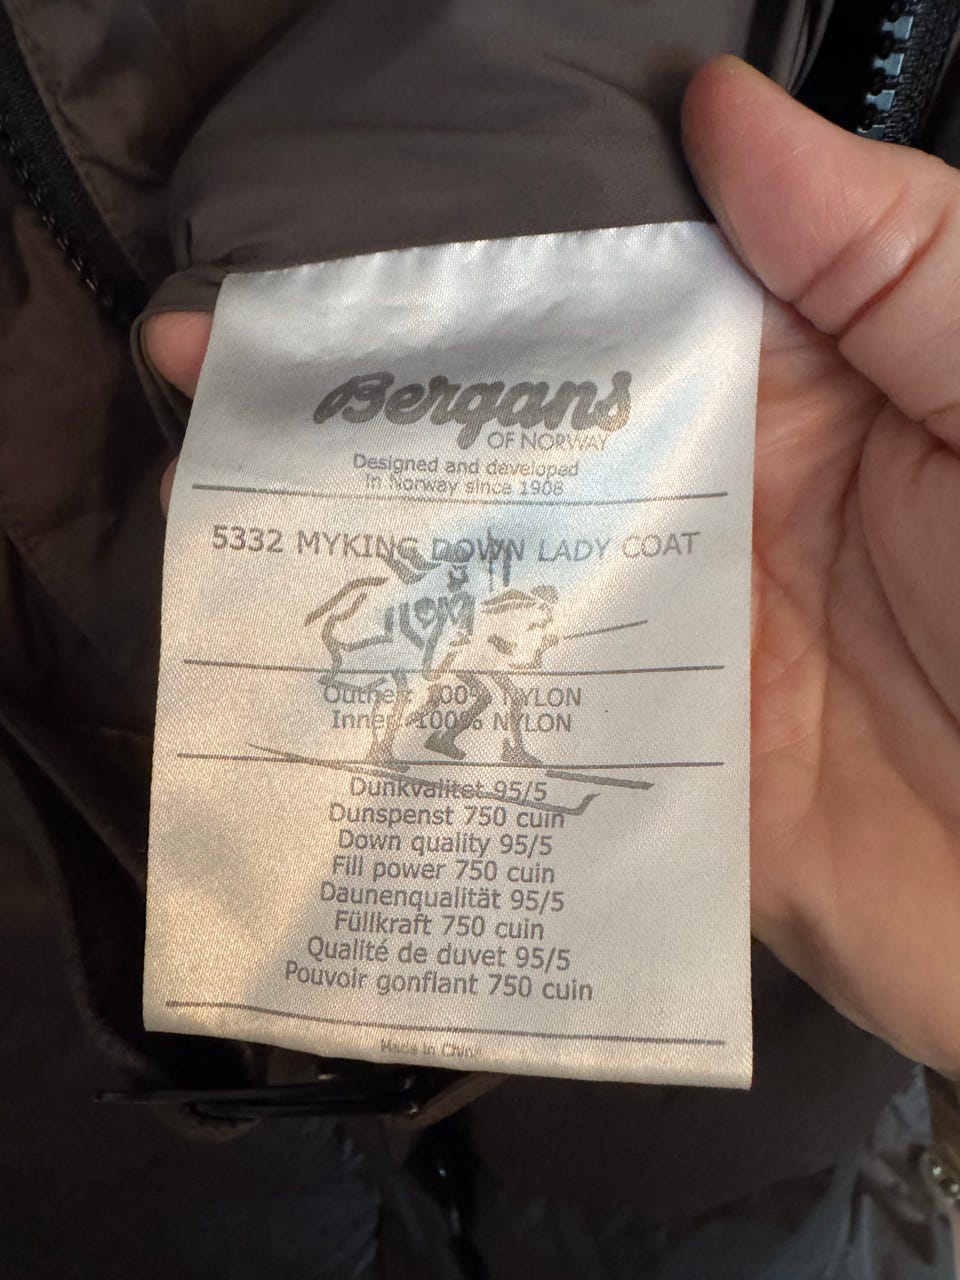 Bergans
OF NORWAY
Designed and developed
in Norway since 1908
5332 MYKING DOWN LADY COAT
Outher: 100% NYLON
Inner: 100% NYLON
Dunkvalitet 95/5
Dunspenst 750 cuin
Down quality 95/5
Fill power 750 cuin
Daunenqualität 95/5
Füllkraft 750 cuin
Qualité de duvet 95/5
Pouvoir gonflant 750 cuin
Made in China